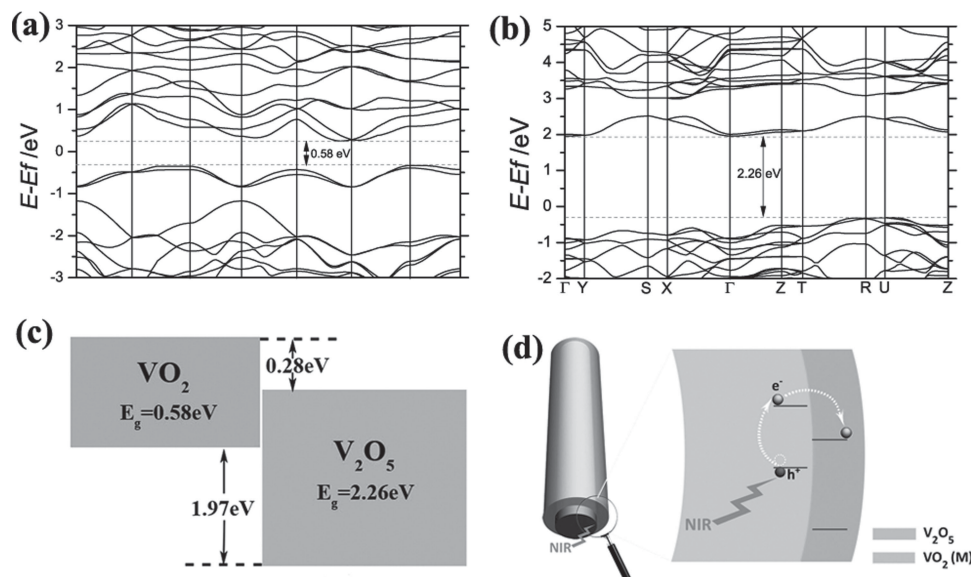 (a)
3
2
1
0
-1
-2
-3
E-Ef /eV
0.58 eV
(b)
5
4
3
2
1
0
-1
-2
E-Ef /eV
2.26 eV
Γ Y S X Γ Z T R U Z
(c)
VO₂
E_g=0.58eV
0.28eV
V₂O₅
E_g=2.26eV
1.97eV
(d)
NIR
e⁻
h⁺
NIR
V₂O₅
VO₂ (M)